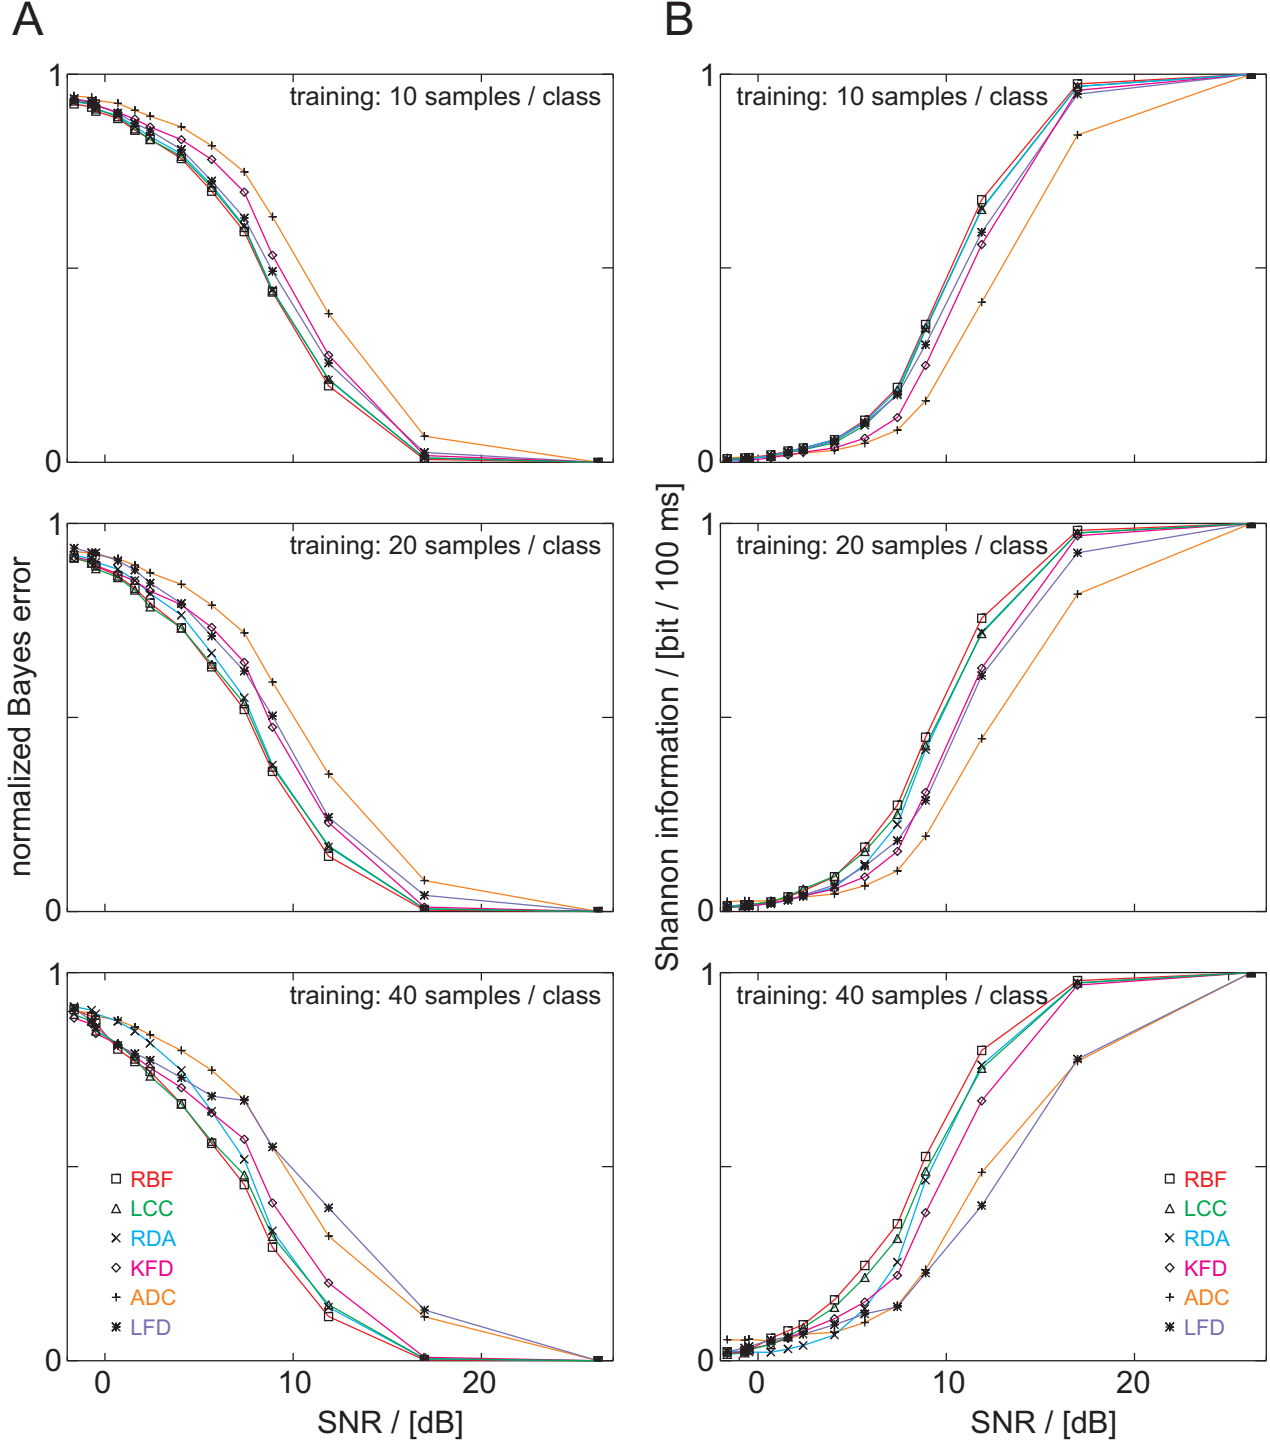 A
B
1
training: 10 samples / class
0
1
training: 10 samples / class
0
normalized Bayes error
Shannon information / [bit / 100 ms]
training: 20 samples / class
1
0
training: 20 samples / class
1
0
1
training: 40 samples / class
RBF
LCC
RDA
KFD
ADC
LFD
0
0
10
20
SNR / [dB]
1
training: 40 samples / class
RBF
LCC
RDA
KFD
ADC
LFD
0
0
10
20
SNR / [dB]